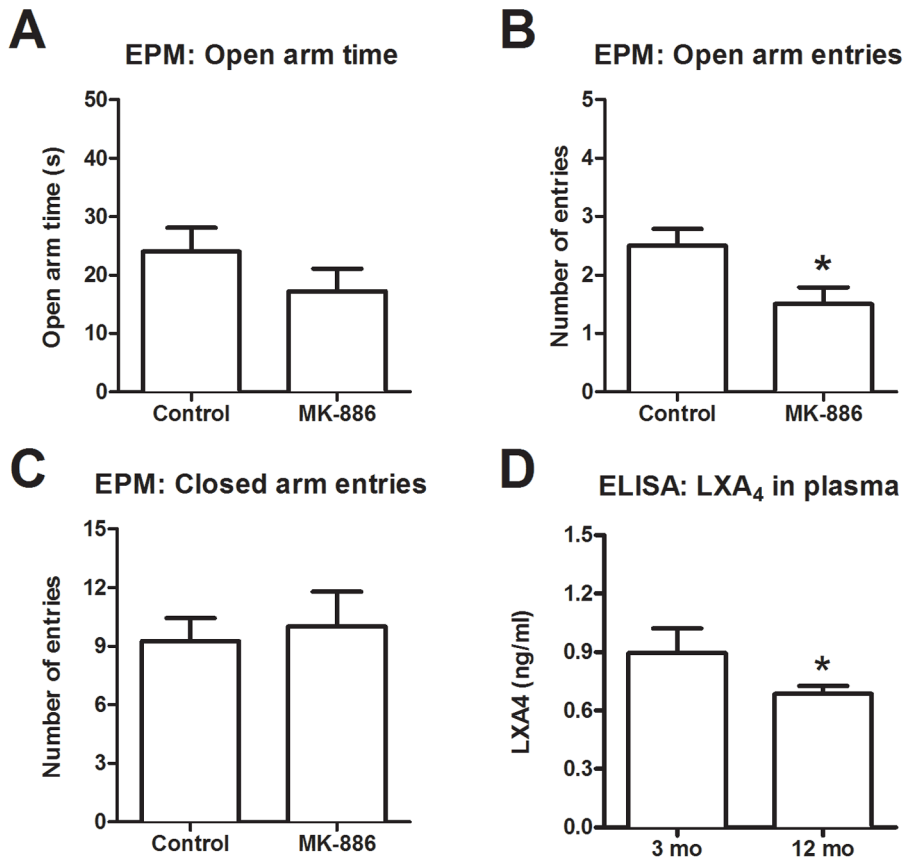 A
EPM: Open arm time
50
40
30
20
10
0
Open arm time (s)
Control
MK-886
B
EPM: Open arm entries
5
4
3
2
1
0
Number of entries
*
Control
MK-886
C
EPM: Closed arm entries
15
12
9
6
3
0
Number of entries
Control
MK-886
D
ELISA: LXA₄ in plasma
1.5
1.2
0.9
0.6
0.3
0.0
LXA4 (ng/ml)
*
3 mo
12 mo